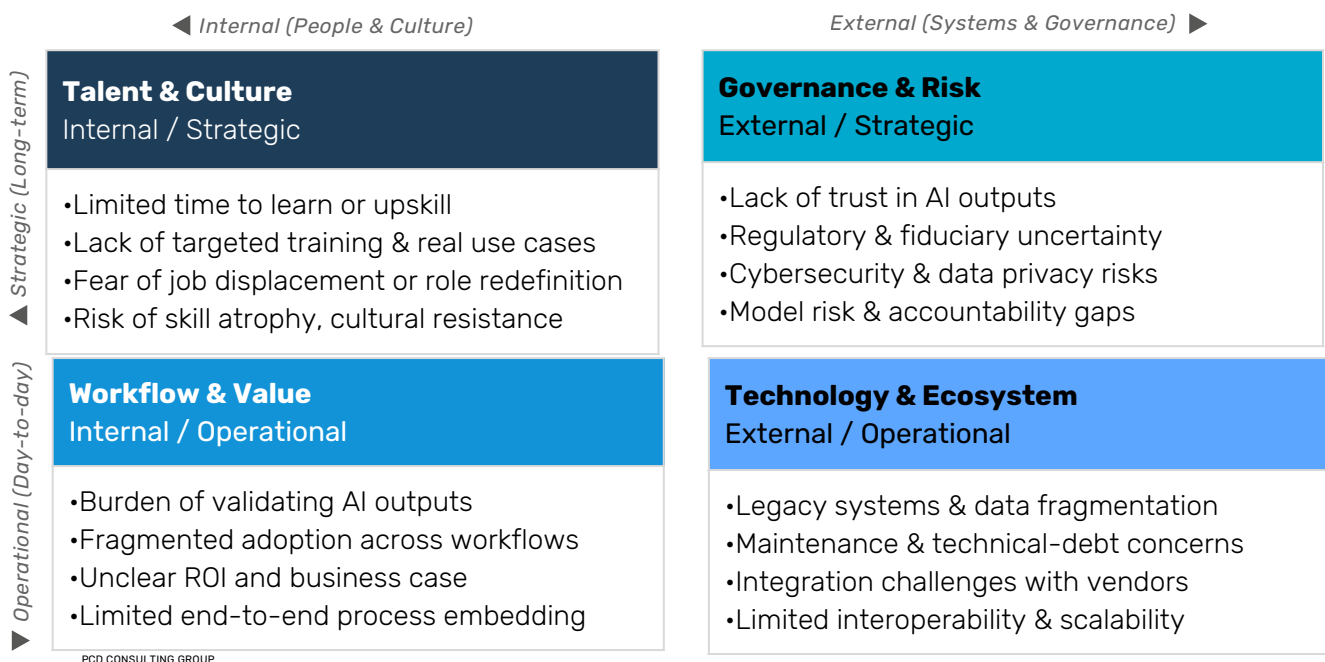 Internal (People & Culture)
External (Systems & Governance)
Strategic (Long-term)
Talent & Culture
Internal / Strategic
•Limited time to learn or upskill
•Lack of targeted training & real use cases
•Fear of job displacement or role redefinition
•Risk of skill atrophy, cultural resistance
Governance & Risk
External / Strategic
•Lack of trust in AI outputs
•Regulatory & fiduciary uncertainty
•Cybersecurity & data privacy risks
•Model risk & accountability gaps
Operational (Day-to-day)
Workflow & Value
Internal / Operational
•Burden of validating AI outputs
•Fragmented adoption across workflows
•Unclear ROI and business case
•Limited end-to-end process embedding
Technology & Ecosystem
External / Operational
•Legacy systems & data fragmentation
•Maintenance & technical-debt concerns
•Integration challenges with vendors
•Limited interoperability & scalability
PCD CONSULTING GROUP